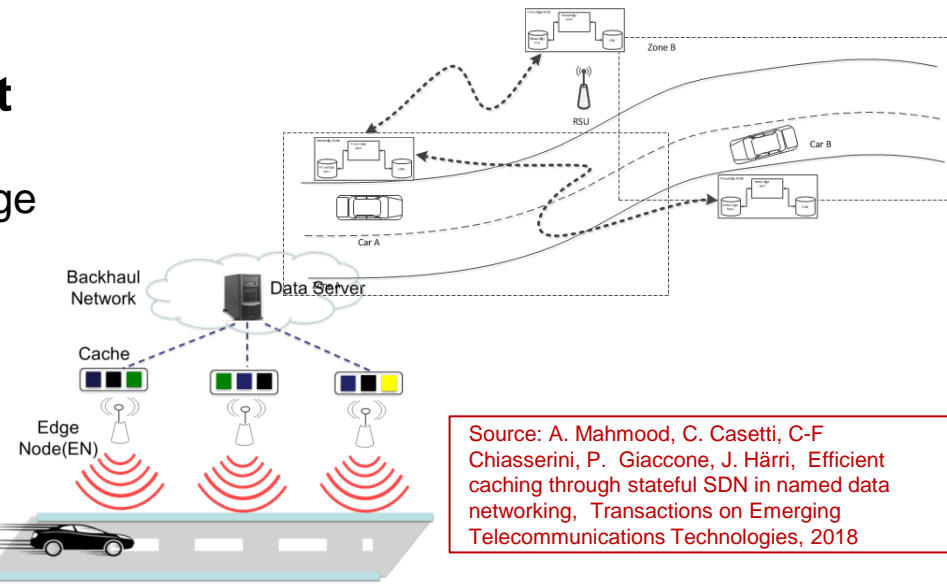 t
ge
Zone B
RSU
Car B
Car A
Backhaul
Network
Data Server
Cache
Edge
Node(EN)
Source: A. Mahmood, C. Casetti, C-F
Chiasserini, P. Giaccone, J. Härri, Efficient
caching through stateful SDN in named data
networking, Transactions on Emerging
Telecommunications Technologies, 2018